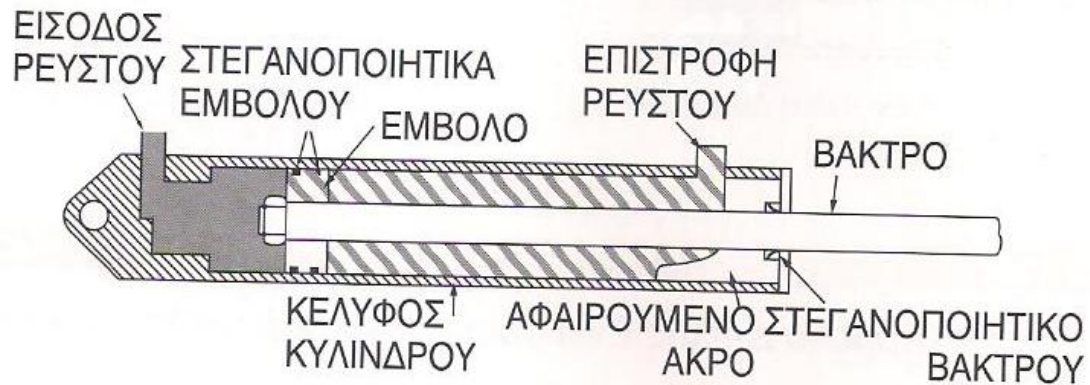 ΕΙΣΟΔΟΣ
ΡΕΥΣΤΟΥ
ΣΤΕΓΑΝΟΠΟΙΗΤΙΚΑ
ΕΜΒΟΛΟΥ
ΕΜΒΟΛΟ
ΕΠΙΣΤΡΟΦΗ
ΡΕΥΣΤΟΥ
ΒΑΚΤΡΟ
ΚΕΛΥΦΟΣ
ΚΥΛΙΝΔΡΟΥ
ΑΦΑΙΡΟΥΜΕΝΟ
ΑΚΡΟ
ΣΤΕΓΑΝΟΠΟΙΗΤΙΚΟ
ΒΑΚΤΡΟΥ